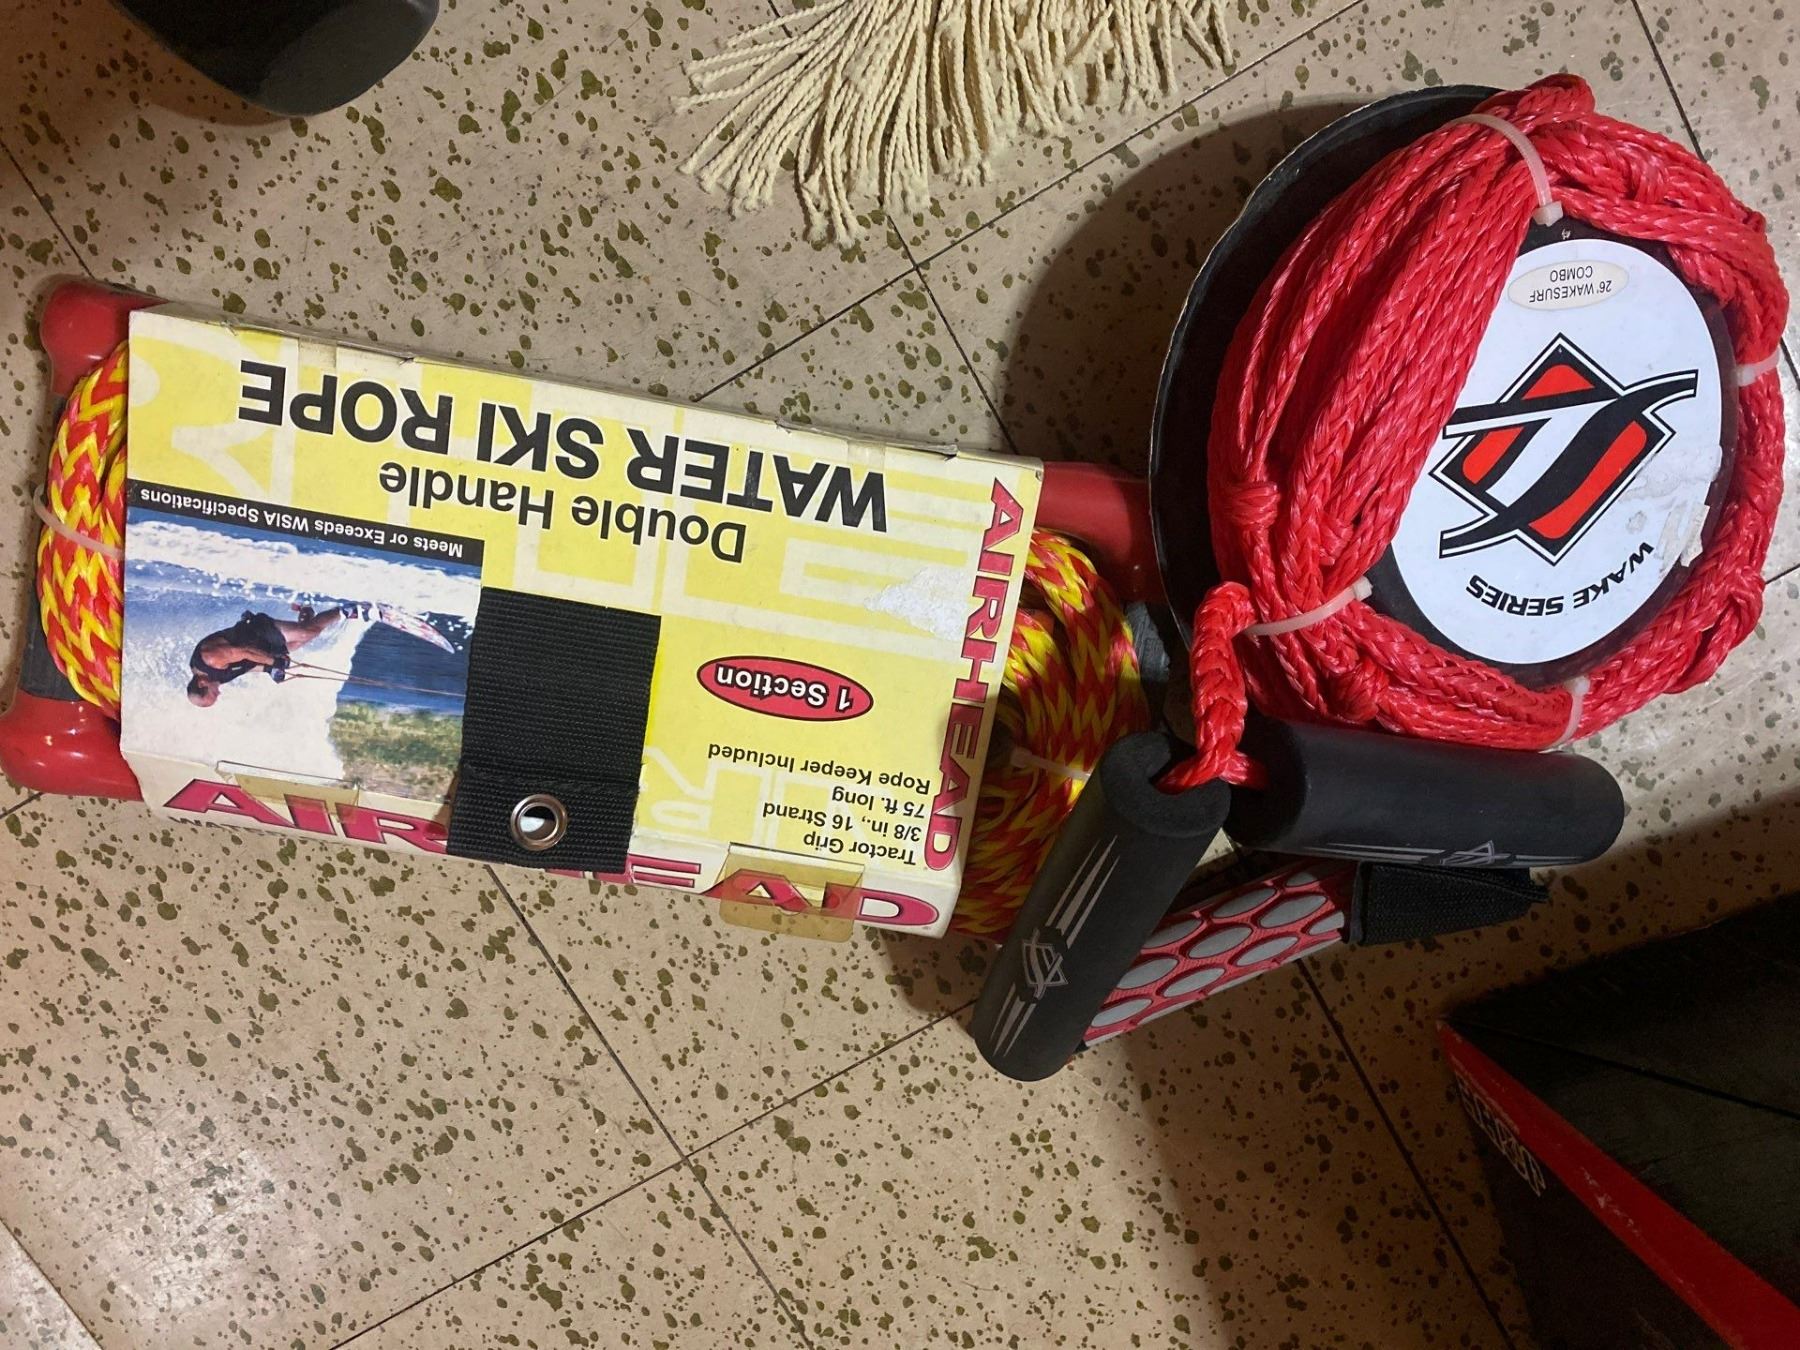 AIRHEAD
Double Handle
WATER SKI ROPE
Meets or Exceeds WSIA Specifications
1 Section
Tractor Grip
3/8 in., 16 Strand
75 ft. long
Rope Keeper Included
AIRHEAD
26' WAKESURF
COMBO
WAKE SERIES